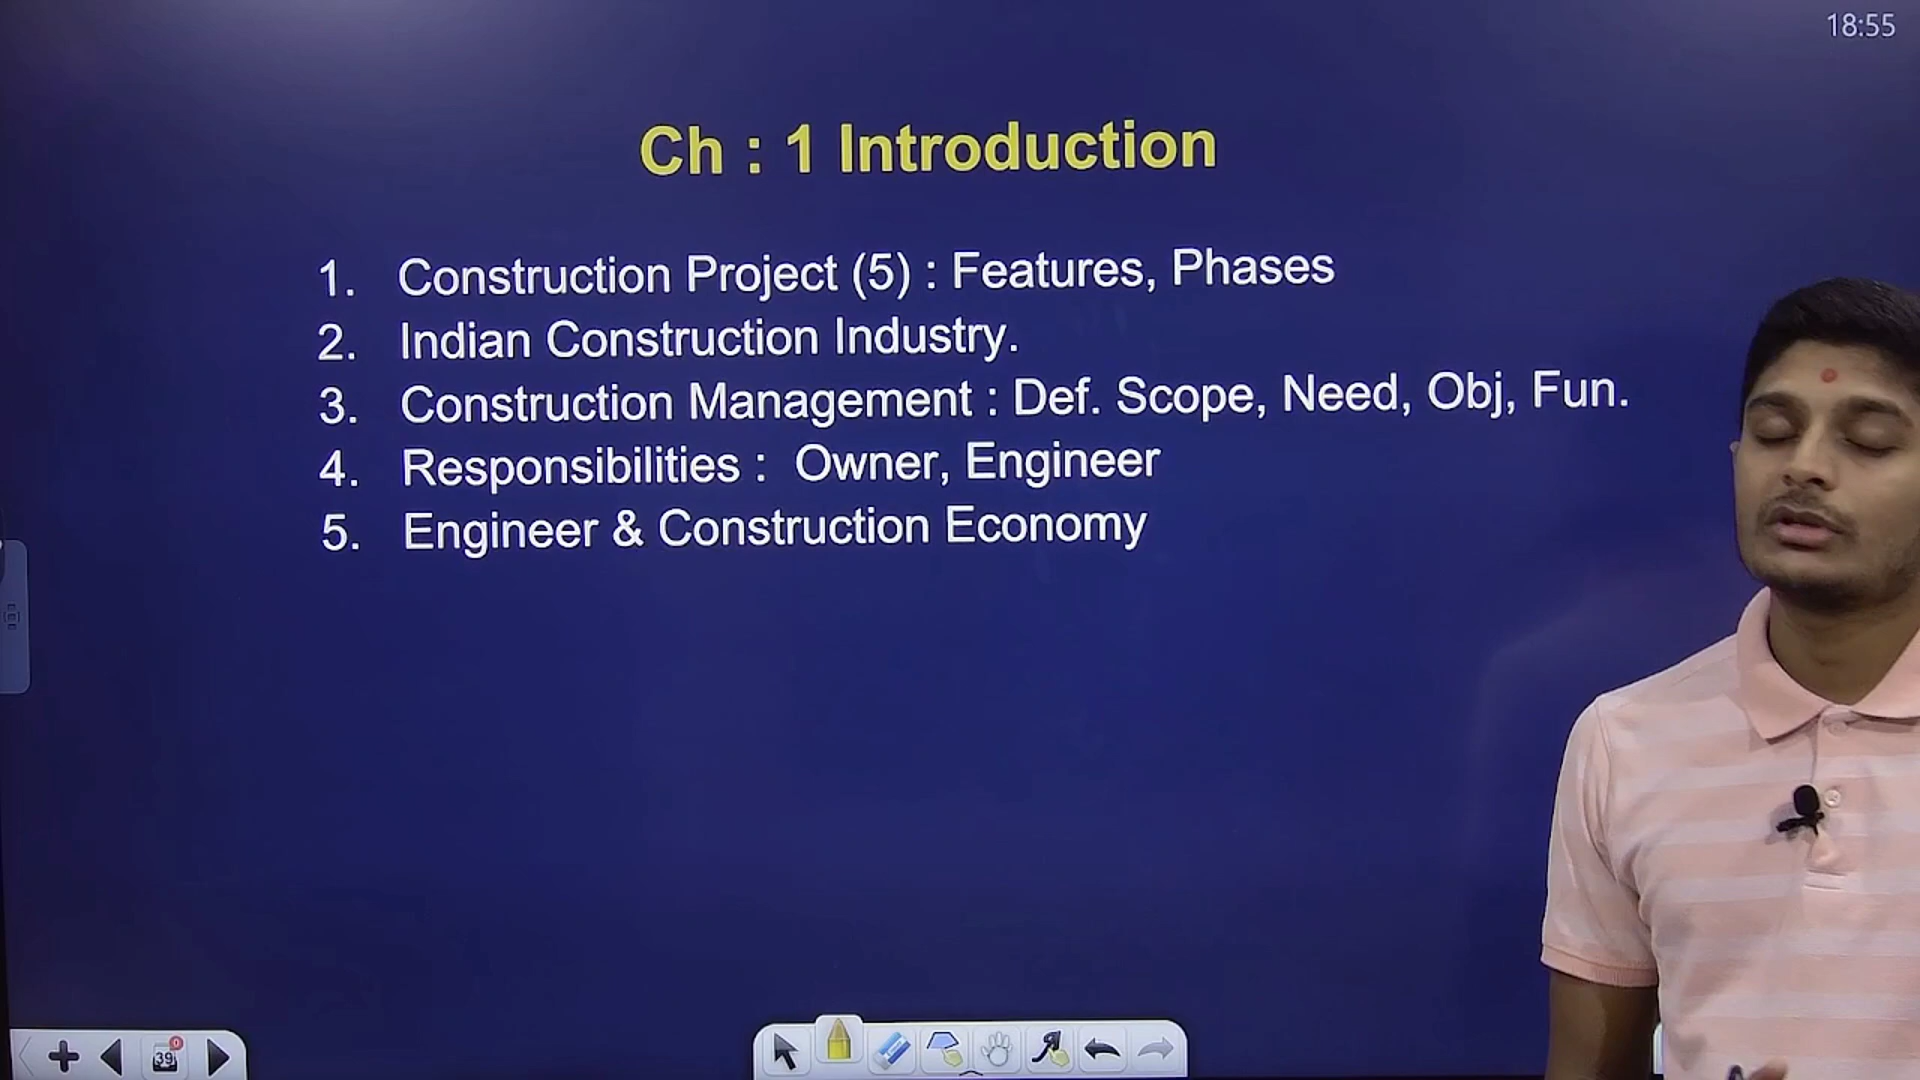 18:55
Ch : 1 Introduction
1. Construction Project (5) : Features, Phases
2. Indian Construction Industry.
3. Construction Management : Def. Scope, Need, Obj, Fun.
4. Responsibilities : Owner, Engineer
5. Engineer & Construction Economy
39
0